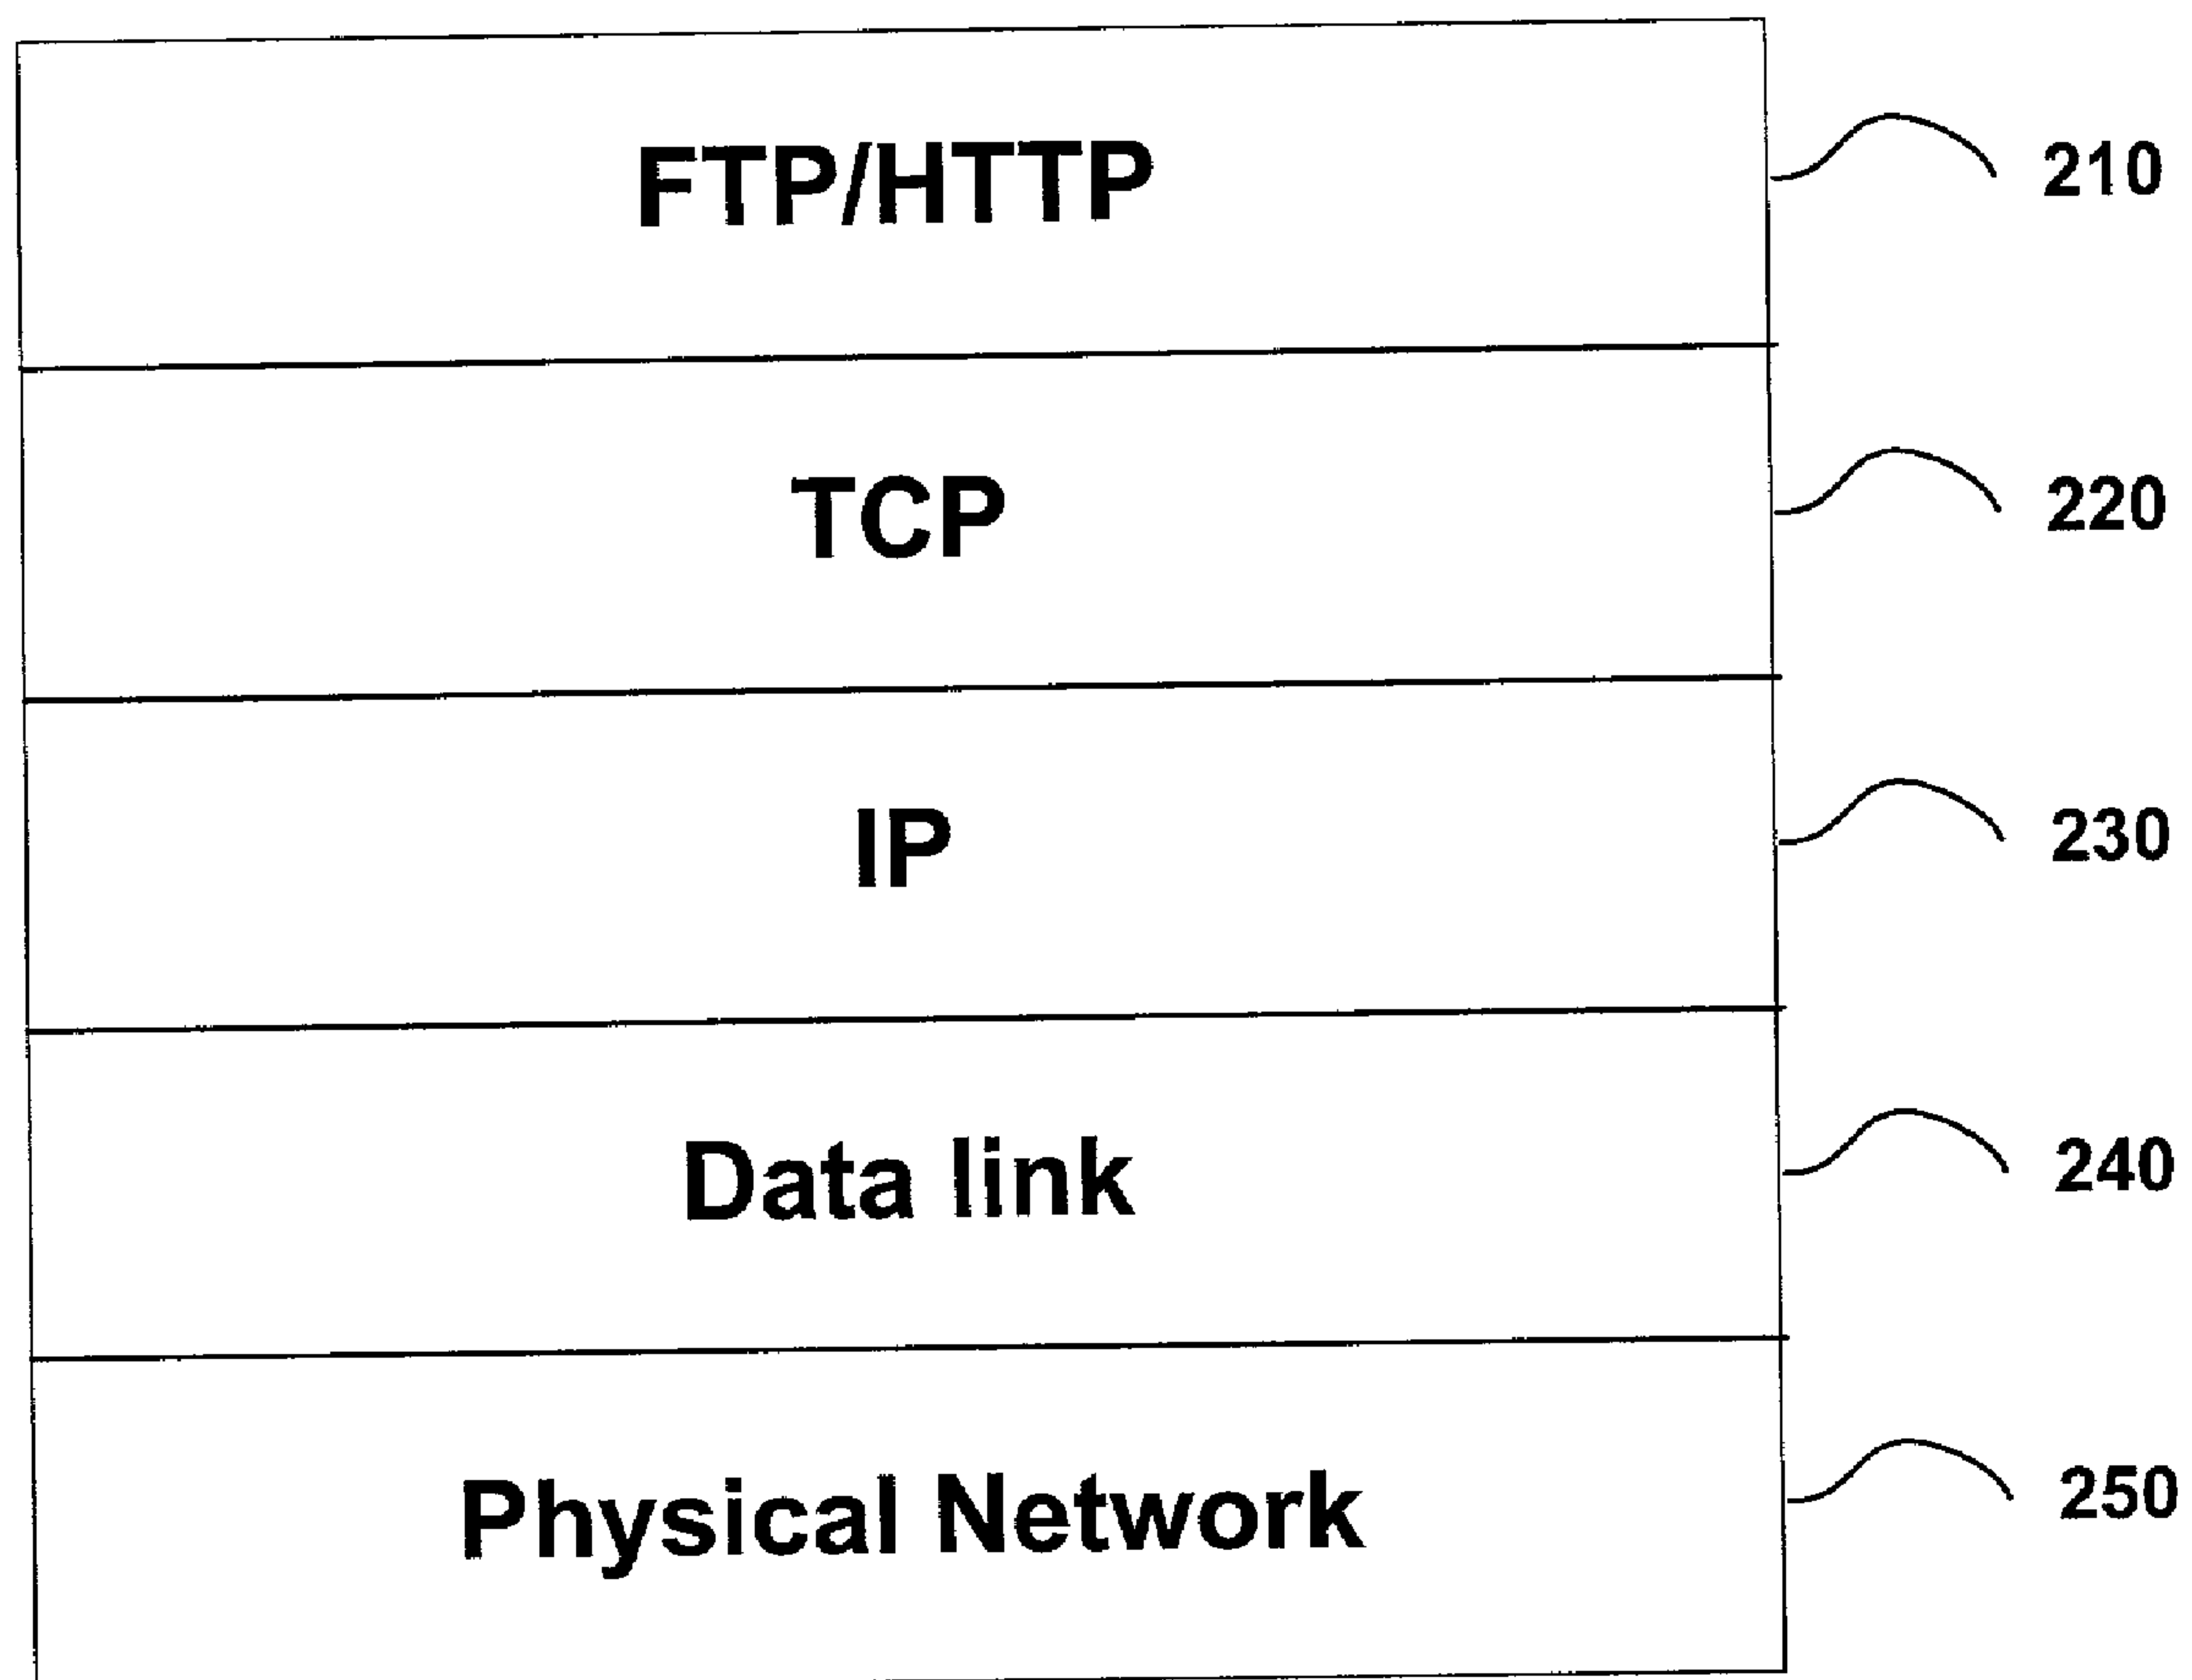 FTP/HTTP 210
TCP 220
IP 230
Data link 240
Physical Network 250